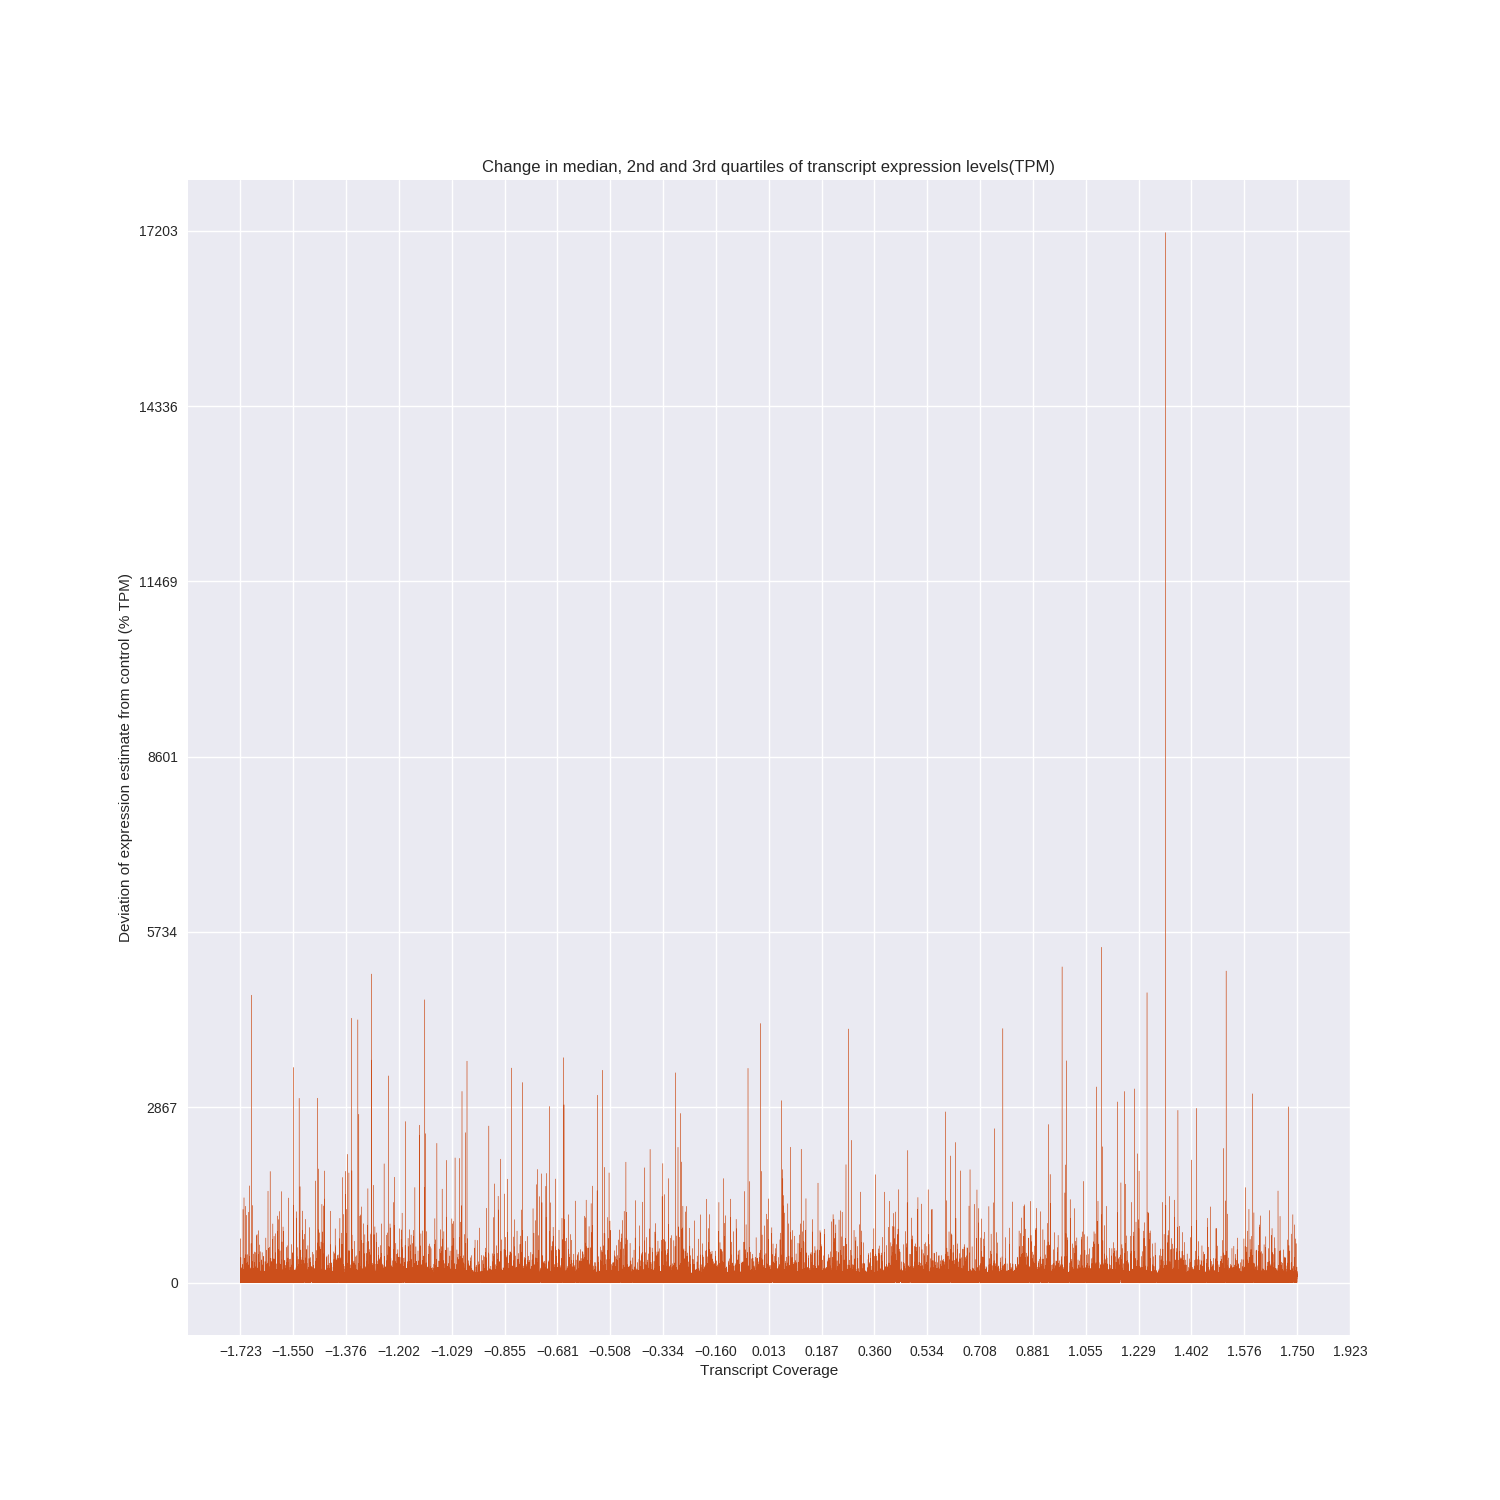 Change in median, 2nd and 3rd quartiles of transcript expression levels(TPM)
17203
14336
11469
8601
5734
2867
0
Deviation of expression estimate from control (% TPM)
−1.723 −1.550 −1.376 −1.202 −1.029 −0.855 −0.681 −0.508 −0.334 −0.160 0.013 0.187 0.360 0.534 0.708 0.881 1.055 1.229 1.402 1.576 1.750 1.923
Transcript Coverage